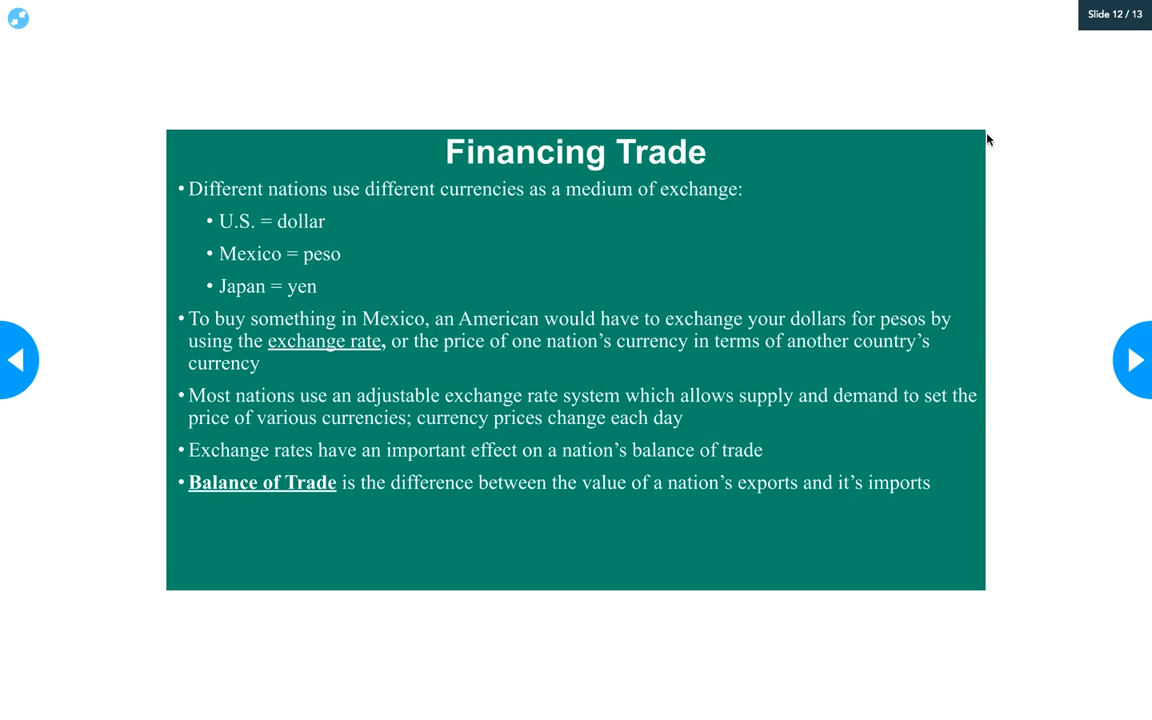 Slide 12 / 13
Financing Trade
• Different nations use different currencies as a medium of exchange:
• U.S. = dollar
• Mexico = peso
• Japan = yen
• To buy something in Mexico, an American would have to exchange your dollars for pesos by
using the exchange rate, or the price of one nation’s currency in terms of another country’s
currency
• Most nations use an adjustable exchange rate system which allows supply and demand to set the
price of various currencies; currency prices change each day
• Exchange rates have an important effect on a nation’s balance of trade
• Balance of Trade is the difference between the value of a nation’s exports and it’s imports